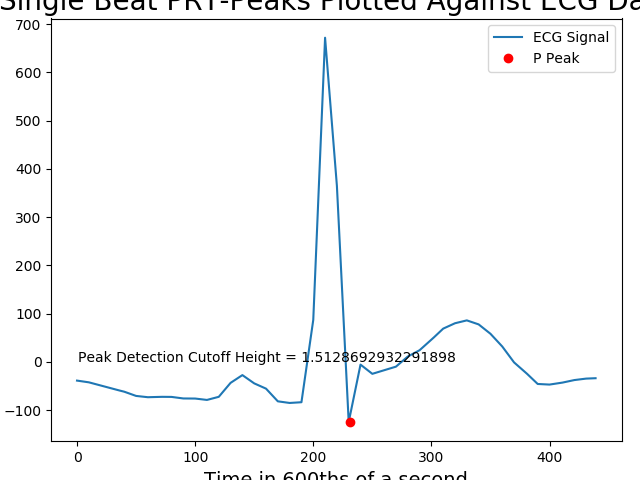 Single Beat PRT-Peaks Plotted Against ECG Da
700
600
500
400
300
200
100
0
−100
ECG Signal
P Peak
Peak Detection Cutoff Height = 1.5128692932291898
0 100 200 300 400
Time in 600ths of a second